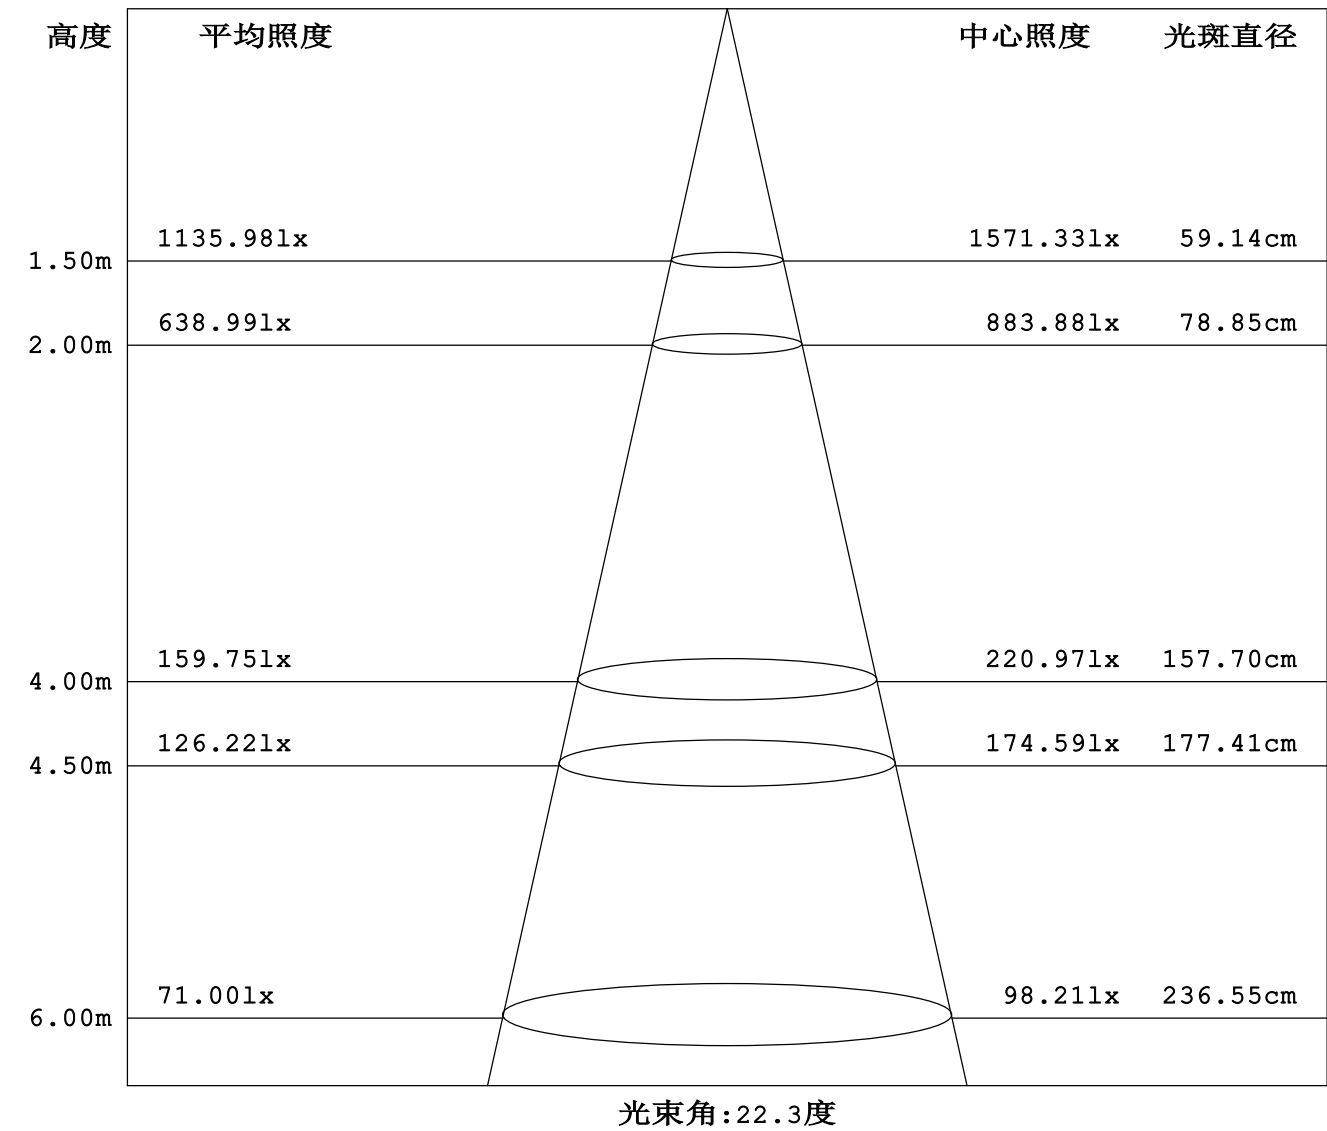 高度 平均照度 中心照度 光斑直径
1135.98lx 1571.33lx 59.14cm
1.50m
638.99lx 883.88lx 78.85cm
2.00m
159.75lx 220.97lx 157.70cm
4.00m
126.22lx 174.59lx 177.41cm
4.50m
71.00lx 98.21lx 236.55cm
6.00m
光束角:22.3度